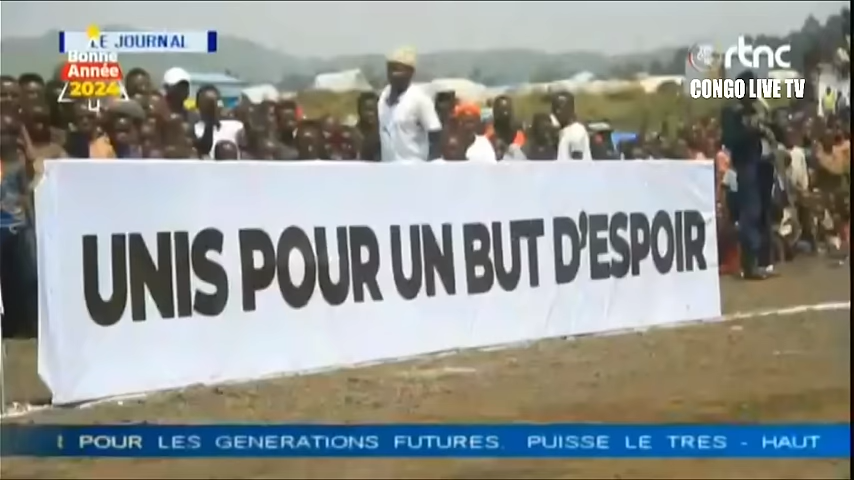 LE JOURNAL
Bonne
Année
2024
rtnc
CONGO LIVE TV
UNIS POUR UN BUT D'ESPOIR
POUR LES GENERATIONS FUTURES. PUISSE LE TRES - HAUT